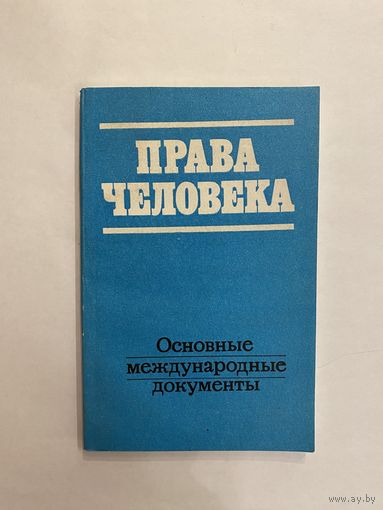 ПРАВА
ЧЕЛОВЕКА
Основные
международные
документы
www.ay.by